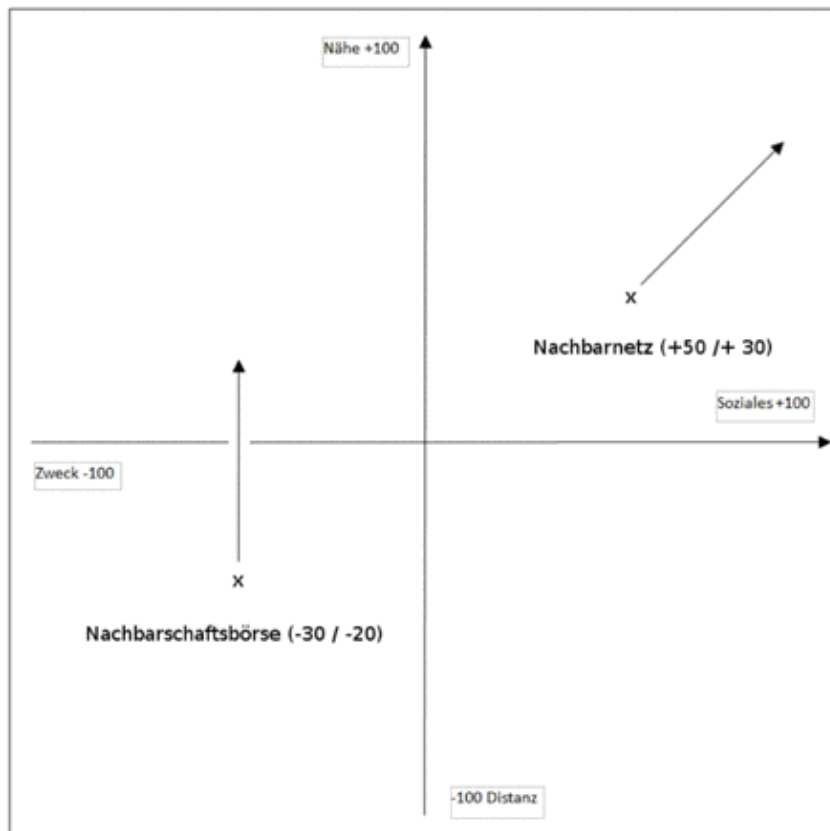 Nähe +100
x
Nachbarnetz (+50 /+ 30)
Soziales +100
Zweck -100
x
Nachbarschaftsbörse (-30 / -20)
-100 Distanz